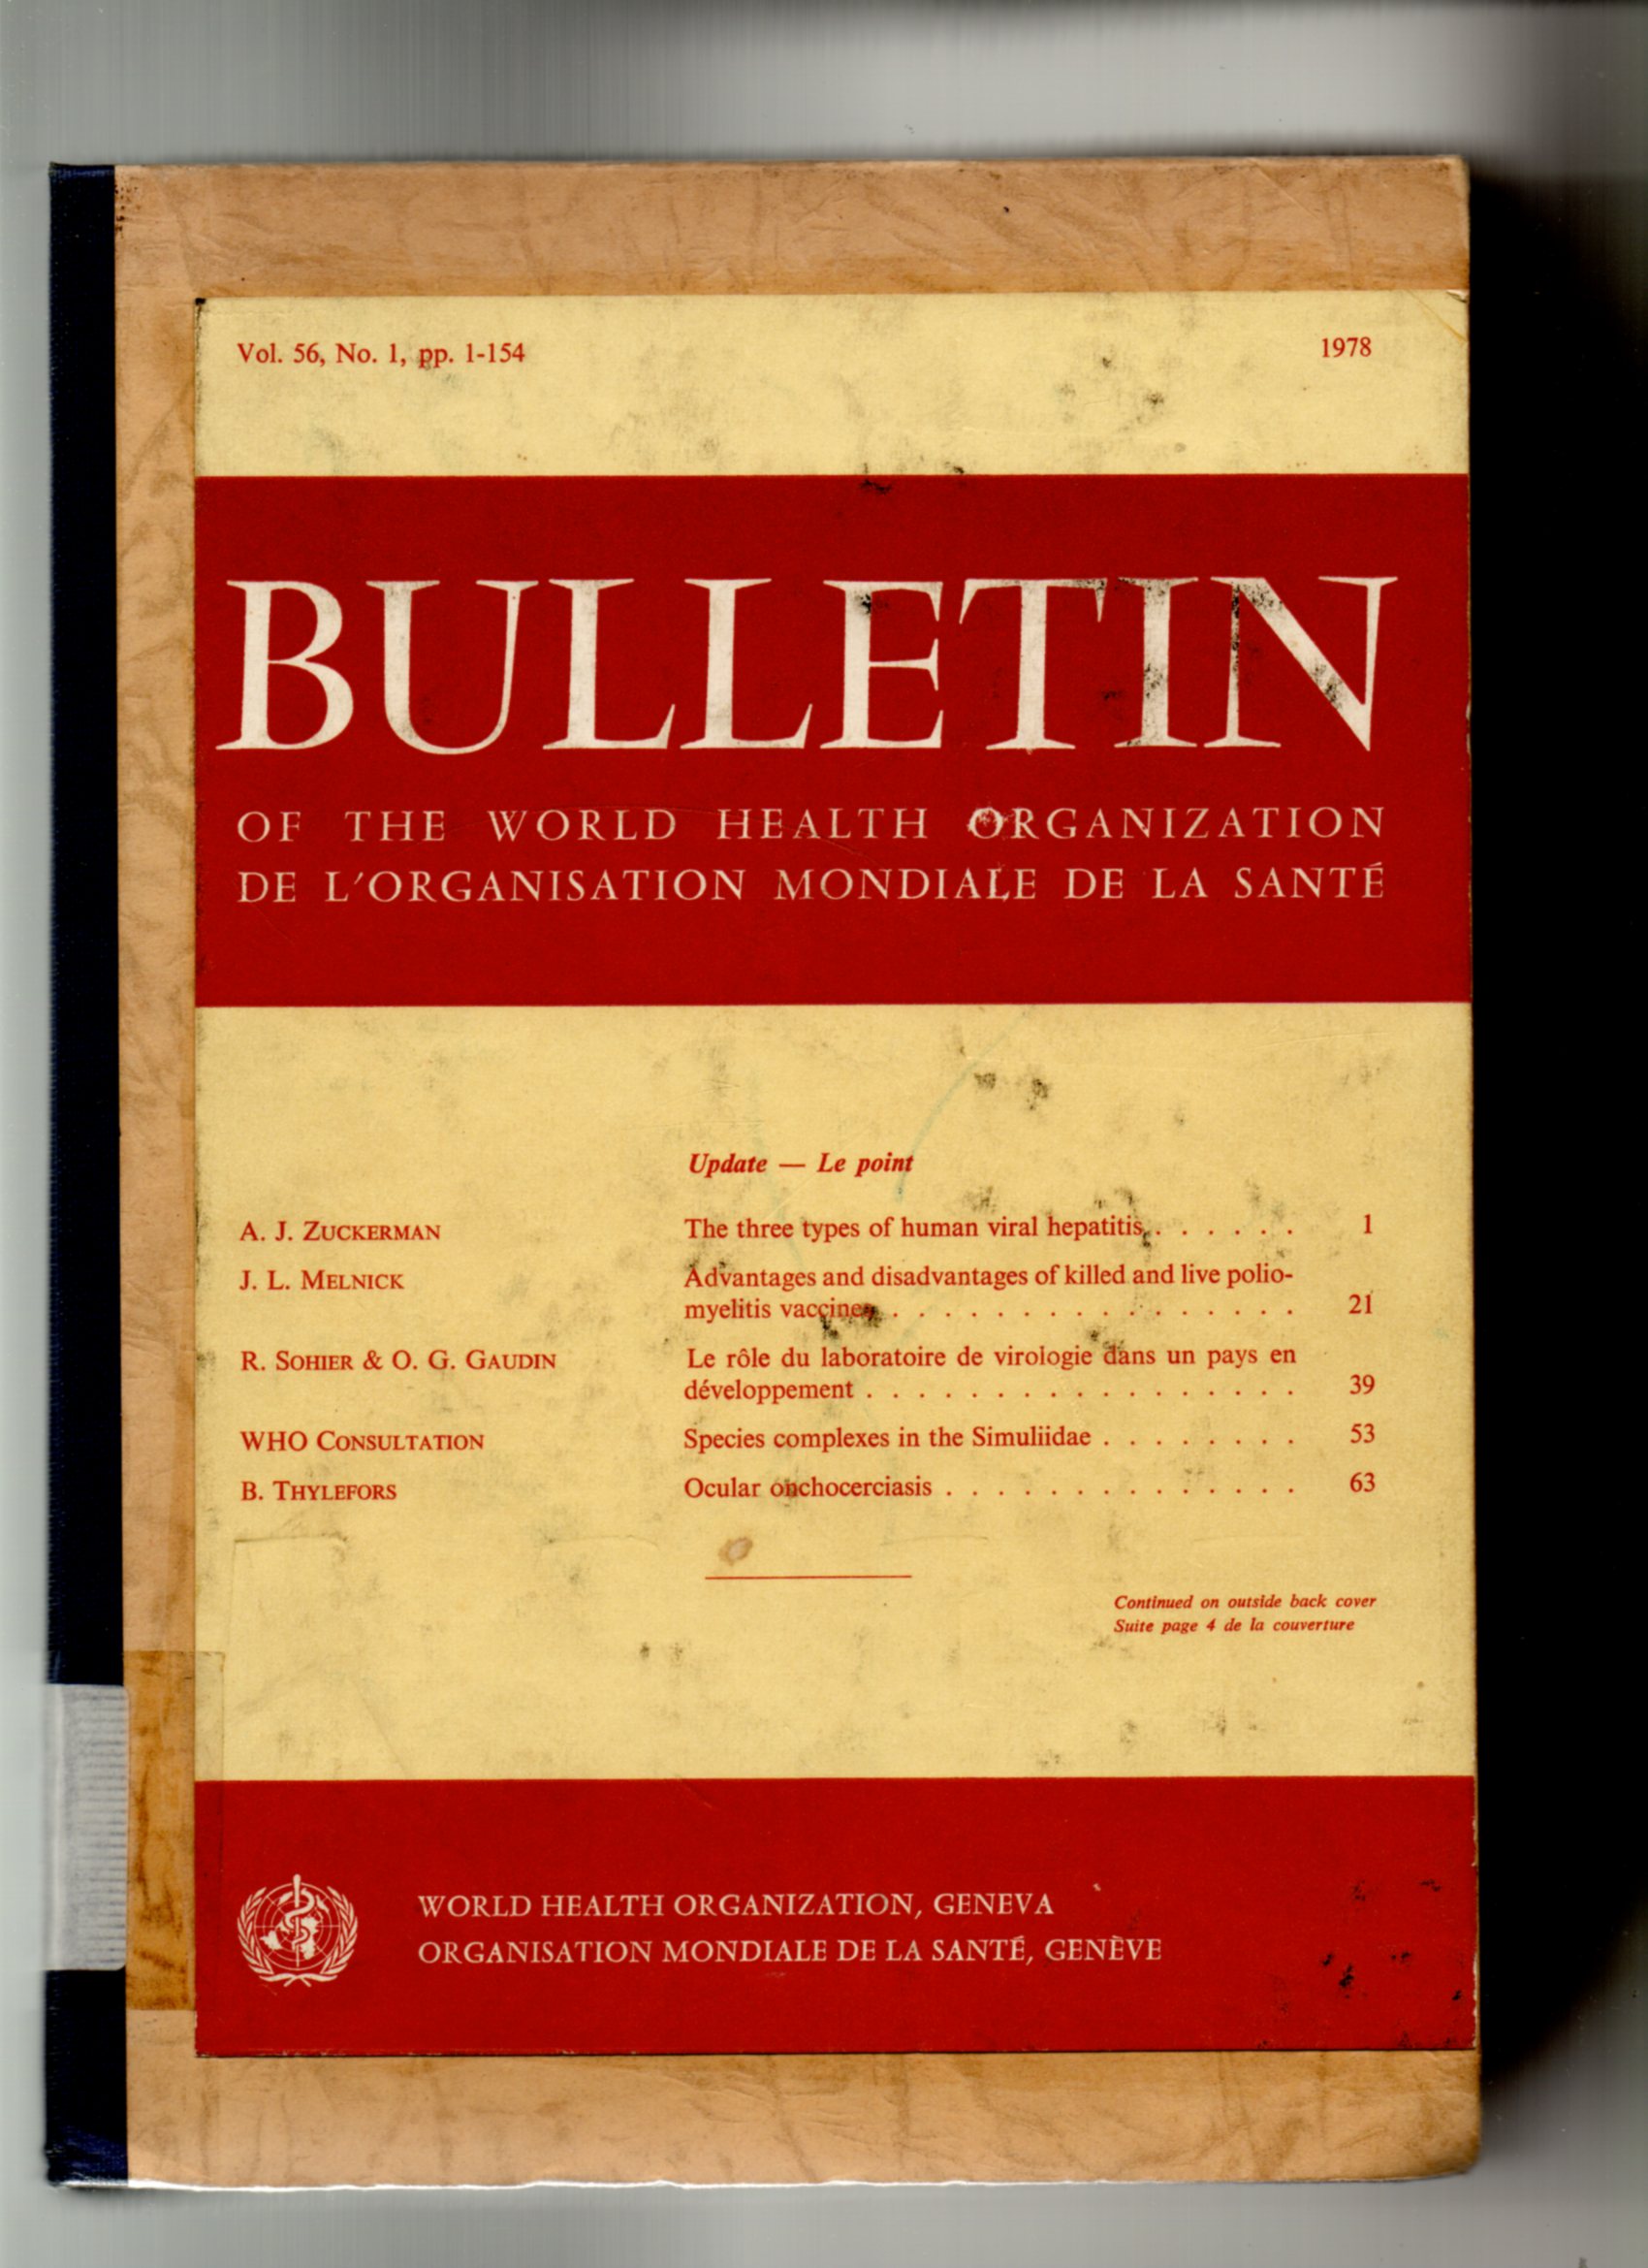 Vol. 56, No. 1, pp. 1-154 1978
BULLETIN
OF THE WORLD HEALTH ORGANIZATION
DE L'ORGANISATION MONDIALE DE LA SANTÉ
Update — Le point
A. J. ZUCKERMAN The three types of human viral hepatitis . . . . . . 1
J. L. MELNICK Advantages and disadvantages of killed and live polio-
myelitis vaccines . . . . . . . . . . . . . . . . 21
R. SOHIER & O. G. GAUDIN Le rôle du laboratoire de virologie dans un pays en
développement . . . . . . . . . . . . . . . . . 39
WHO CONSULTATION Species complexes in the Simuliidae . . . . . . . . 53
B. THYLEFORS Ocular onchocerciasis . . . . . . . . . . . . . . 63
Continued on outside back cover
Suite page 4 de la couverture
WORLD HEALTH ORGANIZATION, GENEVA
ORGANISATION MONDIALE DE LA SANTÉ, GENÈVE